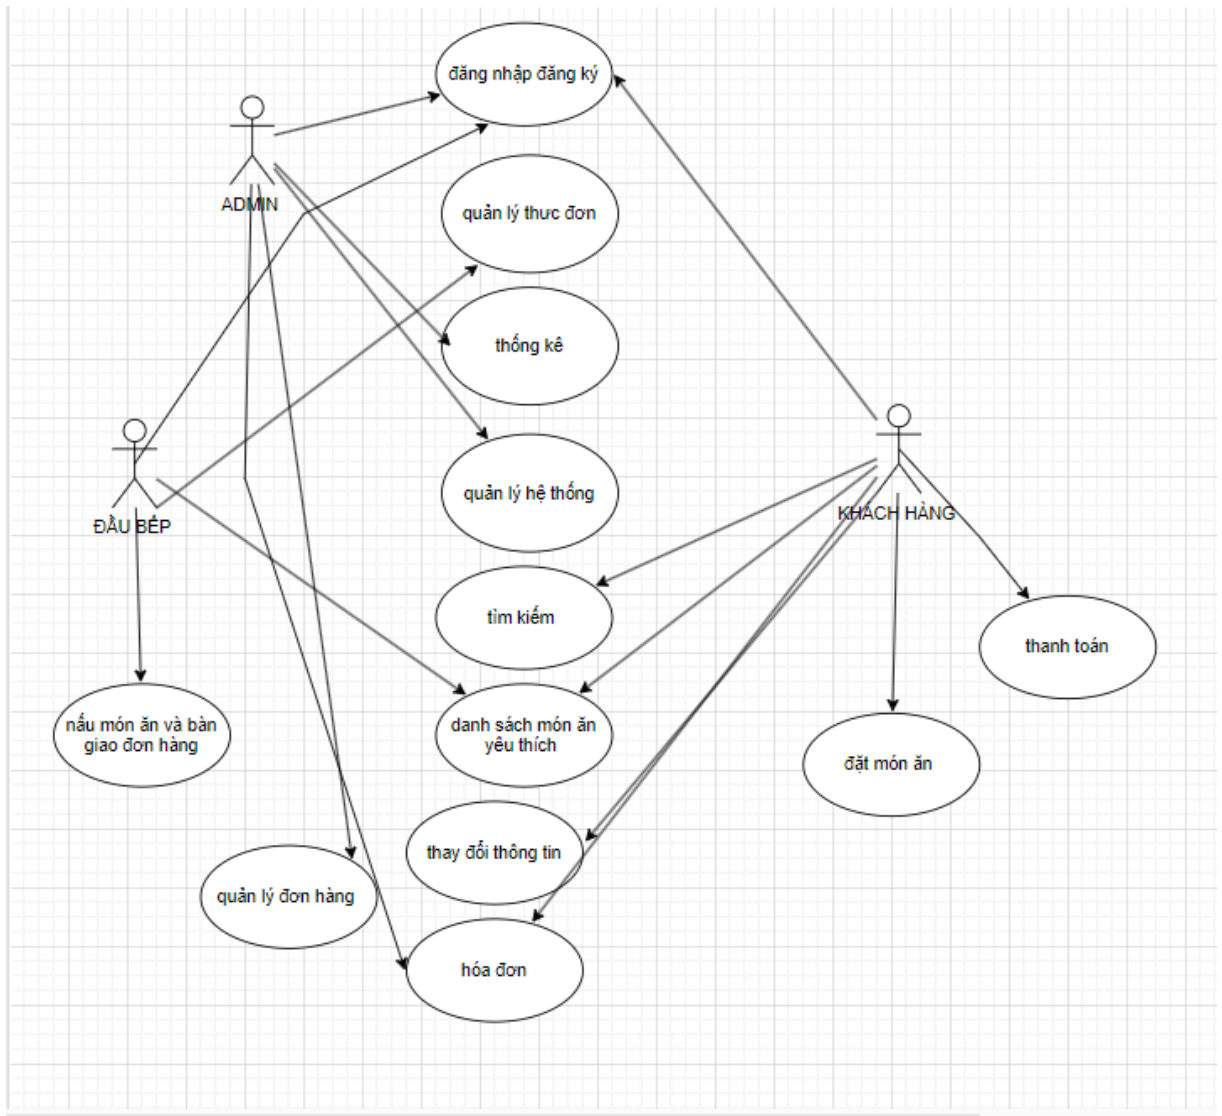 đăng nhập đăng ký
ADMIN
quản lý thưc đơn
thống kê
quản lý hệ thống
ĐẦU BẾP
KHÁCH HÀNG
tìm kiếm
thanh toán
nấu món ăn và bàn
giao đơn hàng
danh sách món ăn
yêu thích
đặt món ăn
thay đổi thông tin
quản lý đơn hàng
hóa đơn